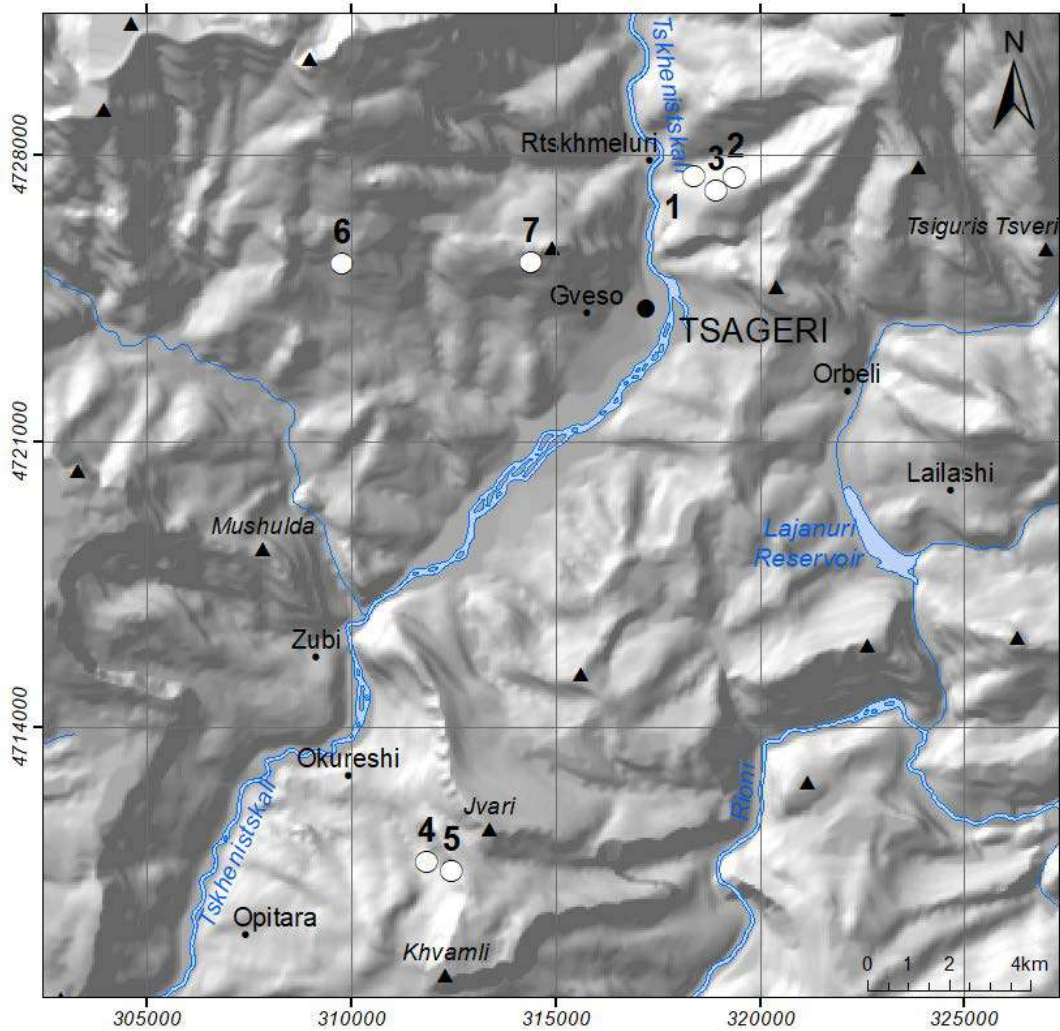 Tskhenistskali
N
Rtskhmeluri
2
3
1
4728000
Tsiguris Tsveri
6
7
Gveso
TSAGERI
Orbeli
4721000
Lailashi
Mushulda
Lajanuri
Reservoir
Zubi
4714000
Okureshi
Tskhenistskali
Jvari
Rioni
4
5
Opitara
Khvamli
0 1 2 4km
305000 310000 315000 320000 325000